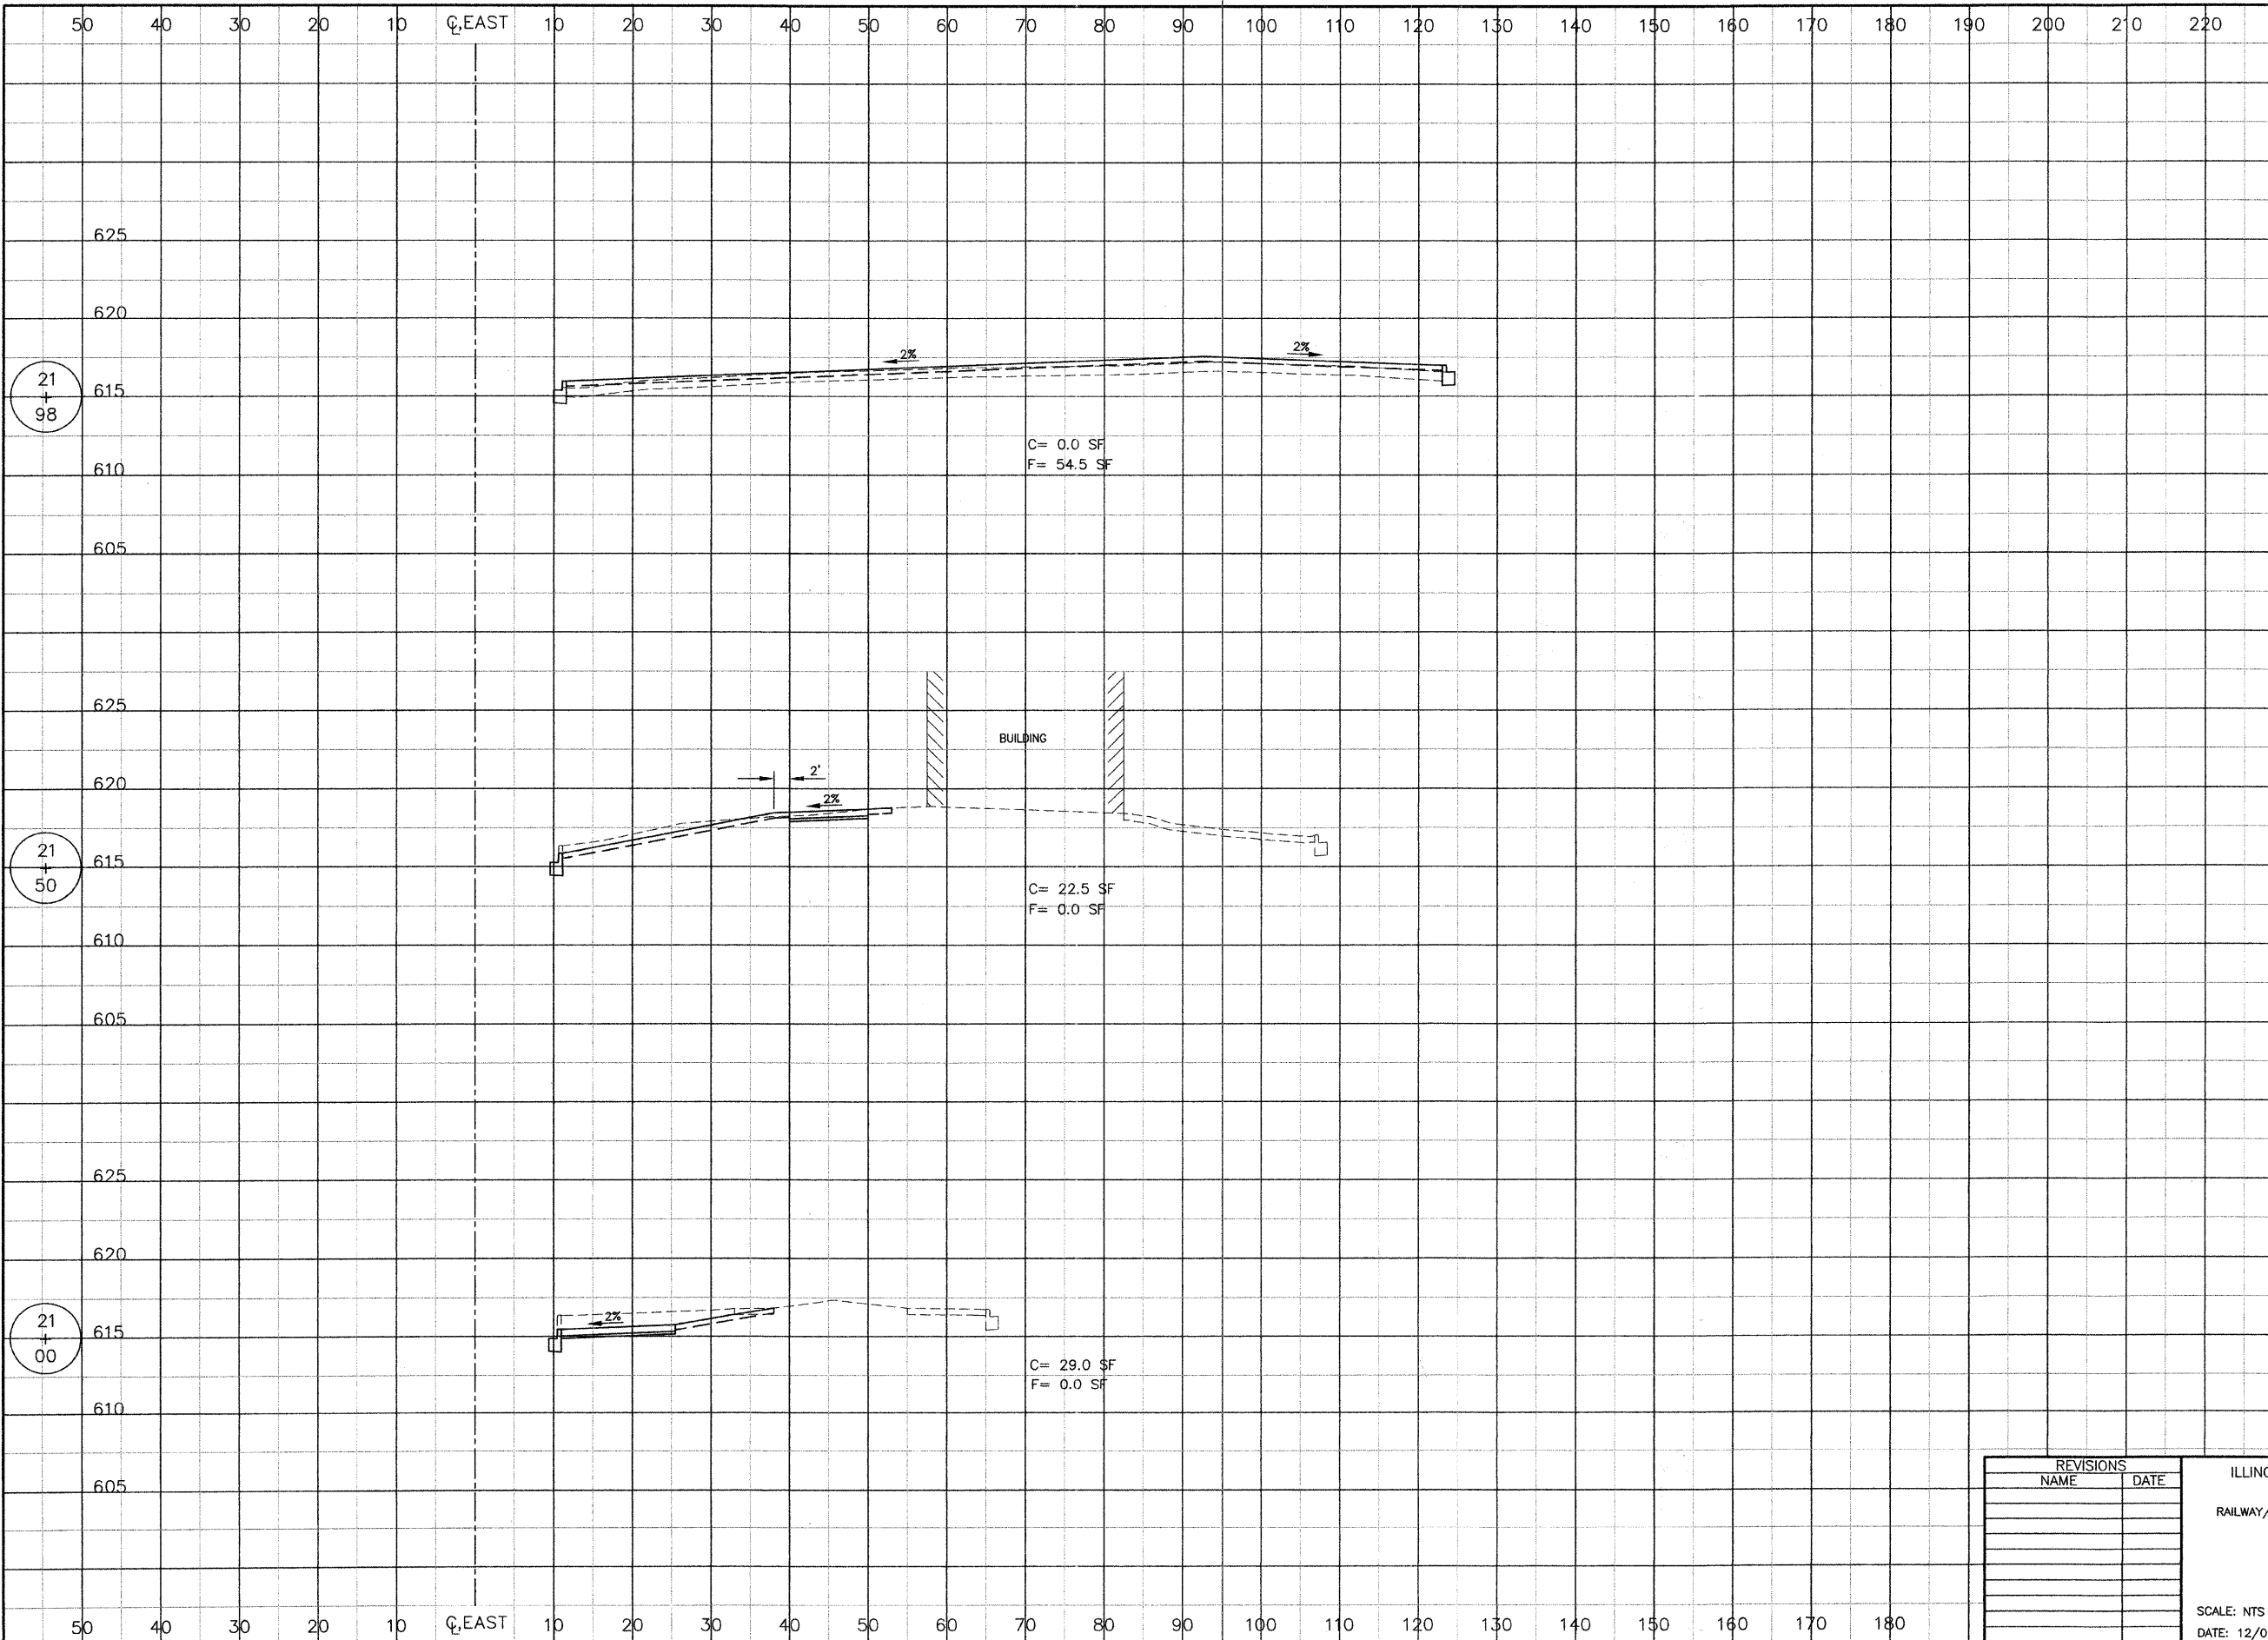 50 40 30 20 10 ℄,EAST 10 20 30 40 50 60 70 80 90 100 110 120 130 140 150 160 170 180 190 200 210 220
625
620
2% 2%
21
+
98
615
C= 0.0 SF
F= 54.5 SF
610
605
625
BUILDING
620
2'
2%
21
+
50
615
C= 22.5 SF
F= 0.0 SF
610
605
625
620
2%
21
+
00
615
C= 29.0 SF
F= 0.0 SF
610
605
REVISIONS
NAME DATE
RAILWAY/
SCALE: NTS
DATE: 12/0
50 40 30 20 10 ℄,EAST 10 20 30 40 50 60 70 80 90 100 110 120 130 140 150 160 170 180